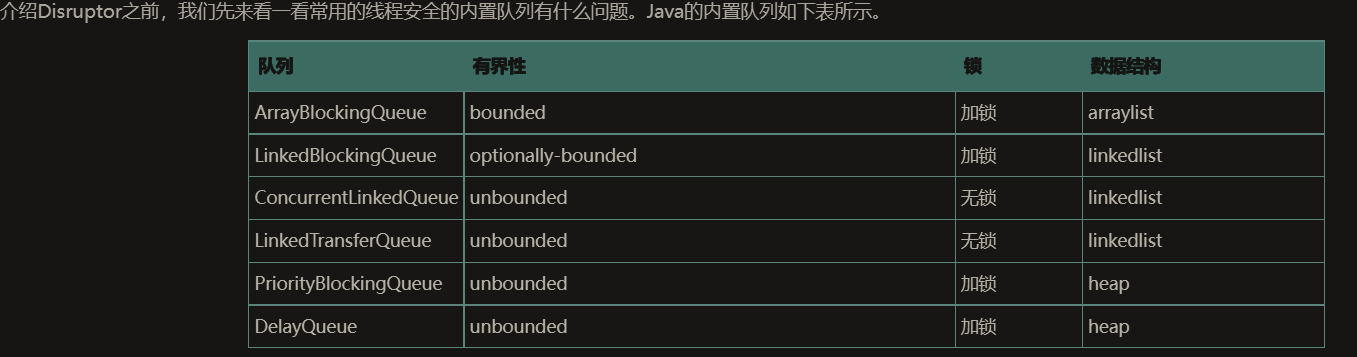 介绍Disruptor之前，我们先来看一看常用的线程安全的内置队列有什么问题。Java的内置队列如下表所示。
队列 有界性 锁 数据结构
ArrayBlockingQueue bounded 加锁 arraylist
LinkedBlockingQueue optionally-bounded 加锁 linkedlist
ConcurrentLinkedQueue unbounded 无锁 linkedlist
LinkedTransferQueue unbounded 无锁 linkedlist
PriorityBlockingQueue unbounded 加锁 heap
DelayQueue unbounded 加锁 heap